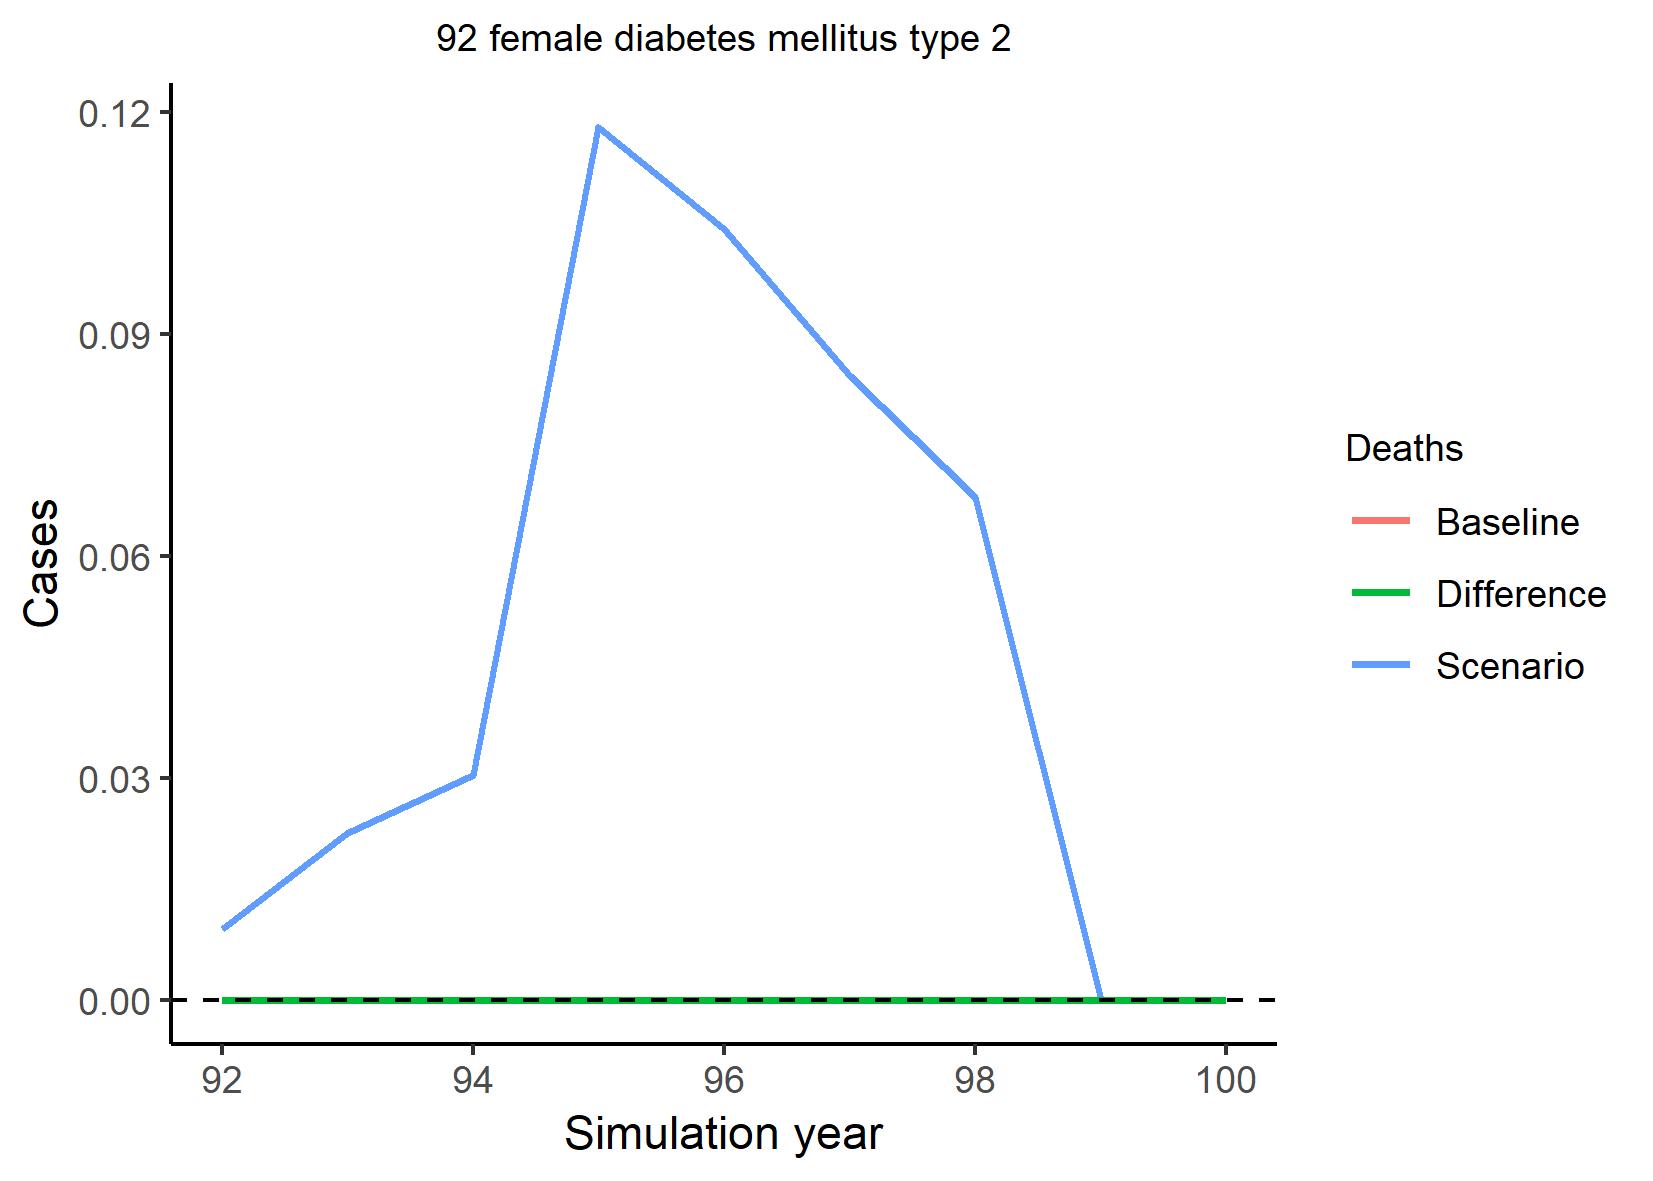 92 female diabetes mellitus type 2
0.12
0.09
0.06
0.03
0.00
Cases
92 94 96 98 100
Simulation year
Deaths
Baseline
Difference
Scenario